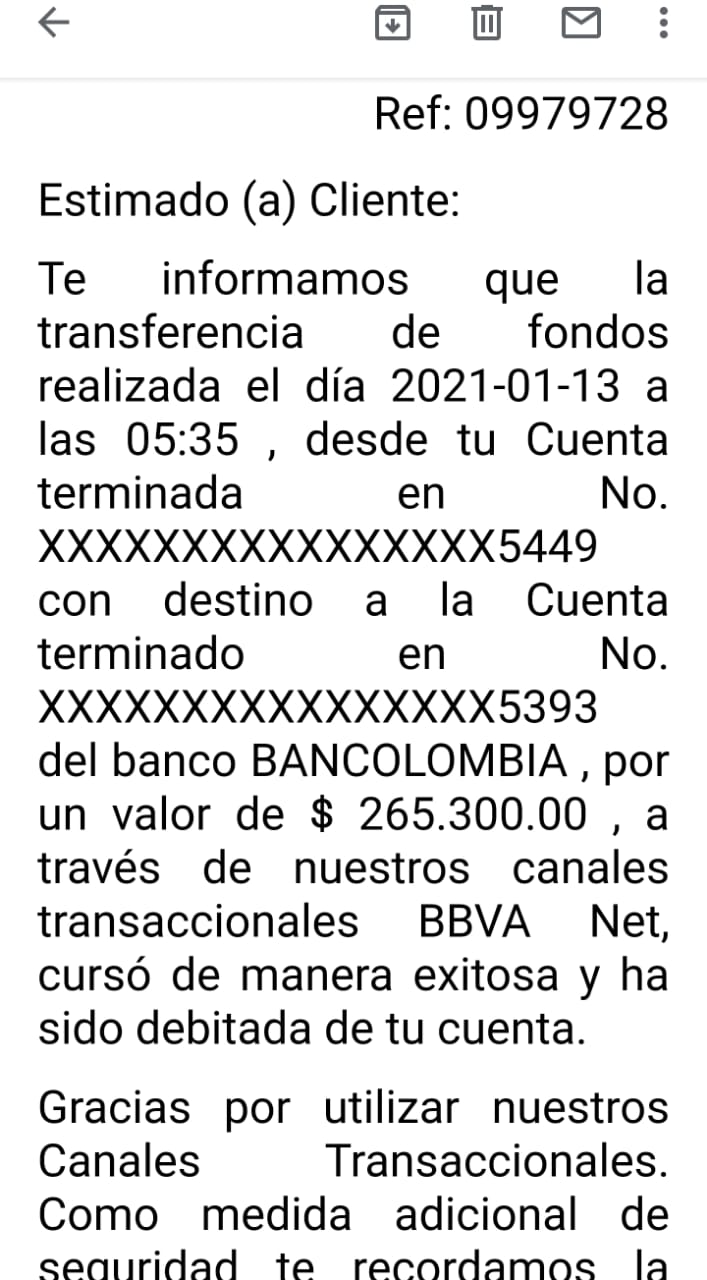 Ref: 09979728
Estimado (a) Cliente:
Te informamos que la
transferencia de fondos
realizada el día 2021-01-13 a
las 05:35 , desde tu Cuenta
terminada en No.
XXXXXXXXXXXXXXXX5449
con destino a la Cuenta
terminado en No.
XXXXXXXXXXXXXXXX5393
del banco BANCOLOMBIA , por
un valor de $ 265.300.00 , a
través de nuestros canales
transaccionales BBVA Net,
cursó de manera exitosa y ha
sido debitada de tu cuenta.
Gracias por utilizar nuestros
Canales Transaccionales.
Como medida adicional de
seguridad te recordamos la